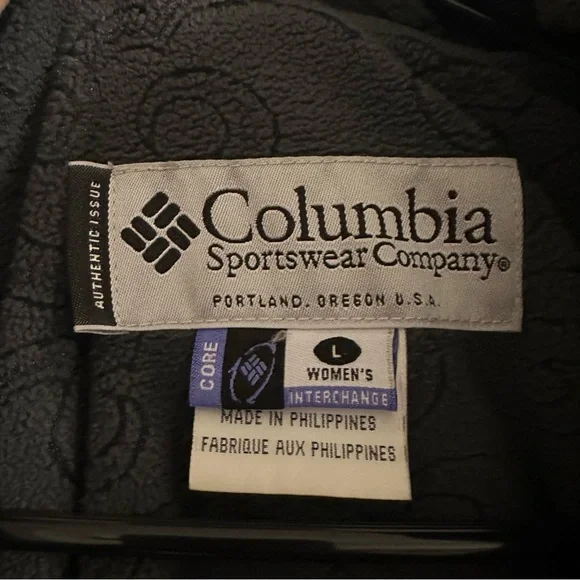 AUTHENTIC ISSUE
Columbia
Sportswear Company®
PORTLAND, OREGON U.S.A.
CORE
L
WOMEN'S
INTERCHANGE
MADE IN PHILIPPINES
FABRIQUE AUX PHILIPPINES